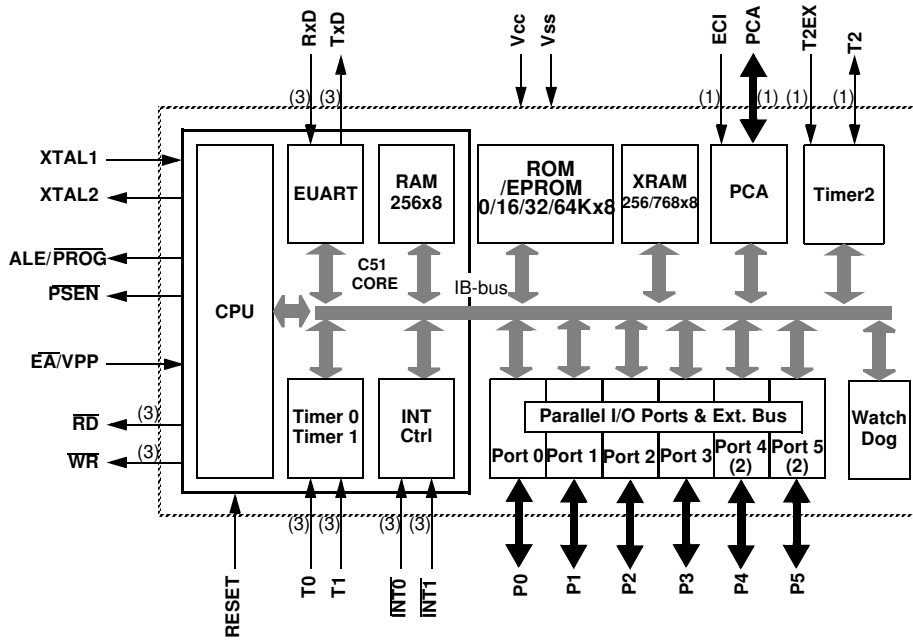 RxD
TxD
Vcc
Vss
ECI
PCA
T2EX
T2
(3) (3)
(1) (1) (1) (1)
XTAL1
XTAL2
ALE/PROG
PSEN
EA/VPP
RD
(3)
WR
(3)
CPU
EUART
RAM
256x8
C51
CORE
IB-bus
ROM
/EPROM
0/16/32/64Kx8
XRAM
256/768x8
PCA
Timer2
Timer 0
Timer 1
INT
Ctrl
Parallel I/O Ports & Ext. Bus
Port 0
Port 1
Port 2
Port 3
Port 4
(2)
Port 5
(2)
Watch
Dog
(3) (3)
(3) (3)
RESET
T0
T1
INT0
INT1
P0
P1
P2
P3
P4
P5